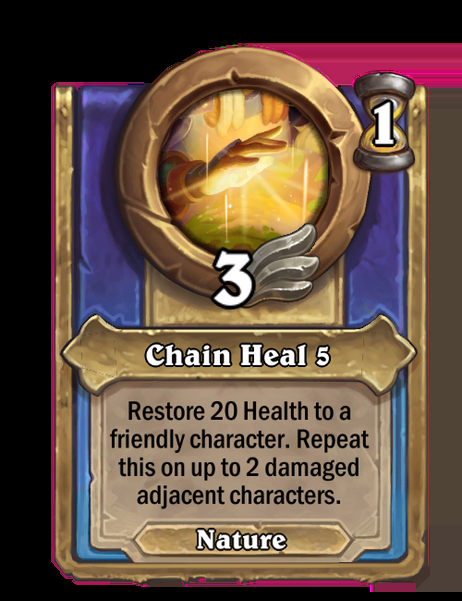 1
3
Chain Heal 5
Restore 20 Health to a
friendly character. Repeat
this on up to 2 damaged
adjacent characters.
Nature